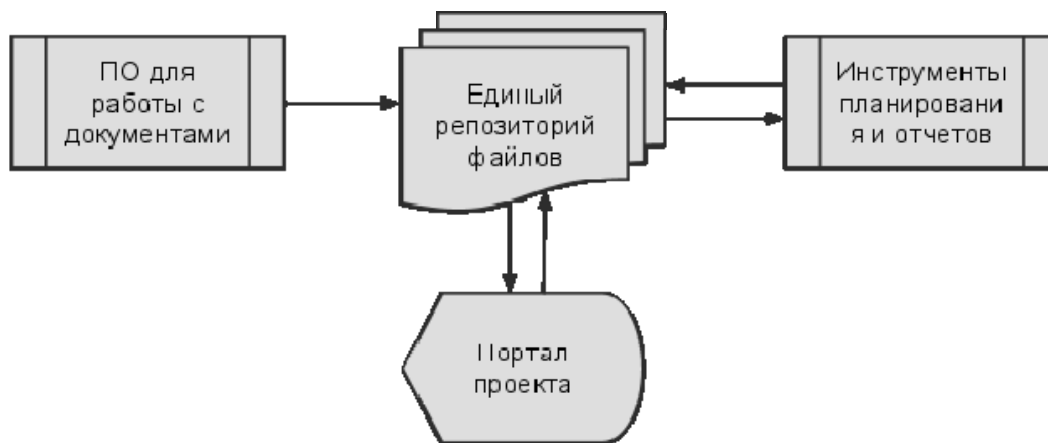 ПО для
работы с
документами
Единый
репозиторий
файлов
Инструменты
планировани
я и отчетов
Портал
проекта